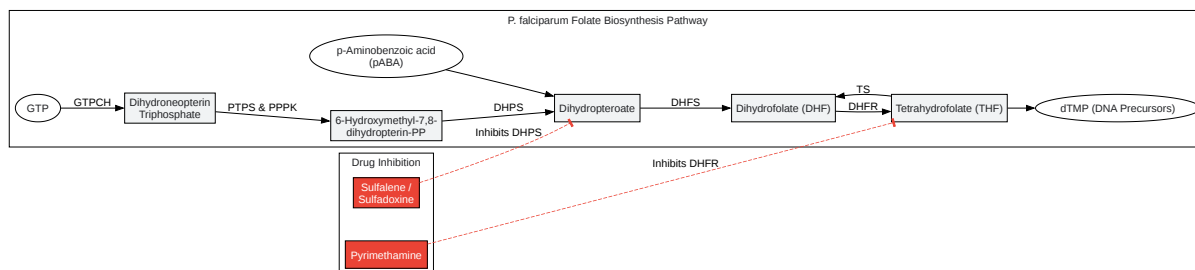 P. falciparum Folate Biosynthesis Pathway
p-Aminobenzoic acid
(pABA)
GTP
GTPCH
Dihydroneopterin
Triphosphate
PTPS & PPPK
6-Hydroxymethyl-7,8-
dihydropterin-PP
DHPS
Inhibits DHPS
Dihydropteroate
DHFS
Dihydrofolate (DHF)
TS
DHFR
Tetrahydrofolate (THF)
dTMP (DNA Precursors)
Drug Inhibition
Inhibits DHFR
Sulfalene /
Sulfadoxine
Pyrimethamine